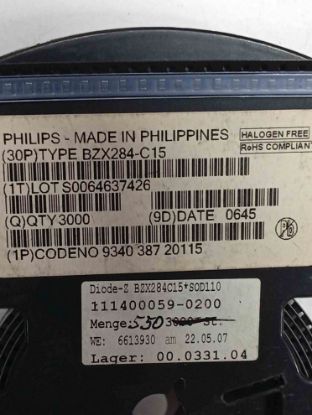 PHILIPS - MADE IN PHILIPPINES
HALOGEN FREE
RoHS COMPLIANT
(30P)TYPE BZX284-C15
(1T)LOT S0064637426
(Q)QTY 3000
(9D)DATE 0645
(1P)CODENO 9340 387 20115
Diode-Z BZX284C15*SOD110
111400059-0200
Menge: 550 3000 St.
WE: 6613930 am 22.05.07
Lager: 00.0331.04